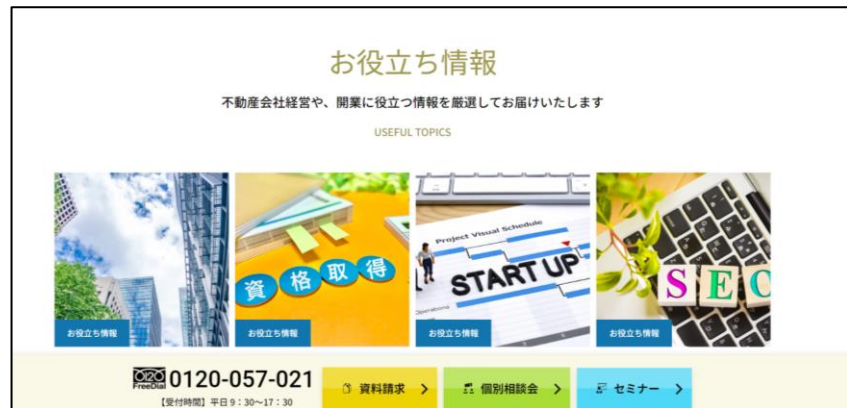 お役立ち情報
不動産会社経営や、開業に役立つ情報を厳選してお届けいたします
USEFUL TOPICS
資格取得
Project Visual Schedule
START UP
Operations
SEO
お役立ち情報
お役立ち情報
お役立ち情報
お役立ち情報
0120
FreeDial
0120-057-021
【受付時間】平日9：30～17：30
資料請求
個別相談会
セミナー